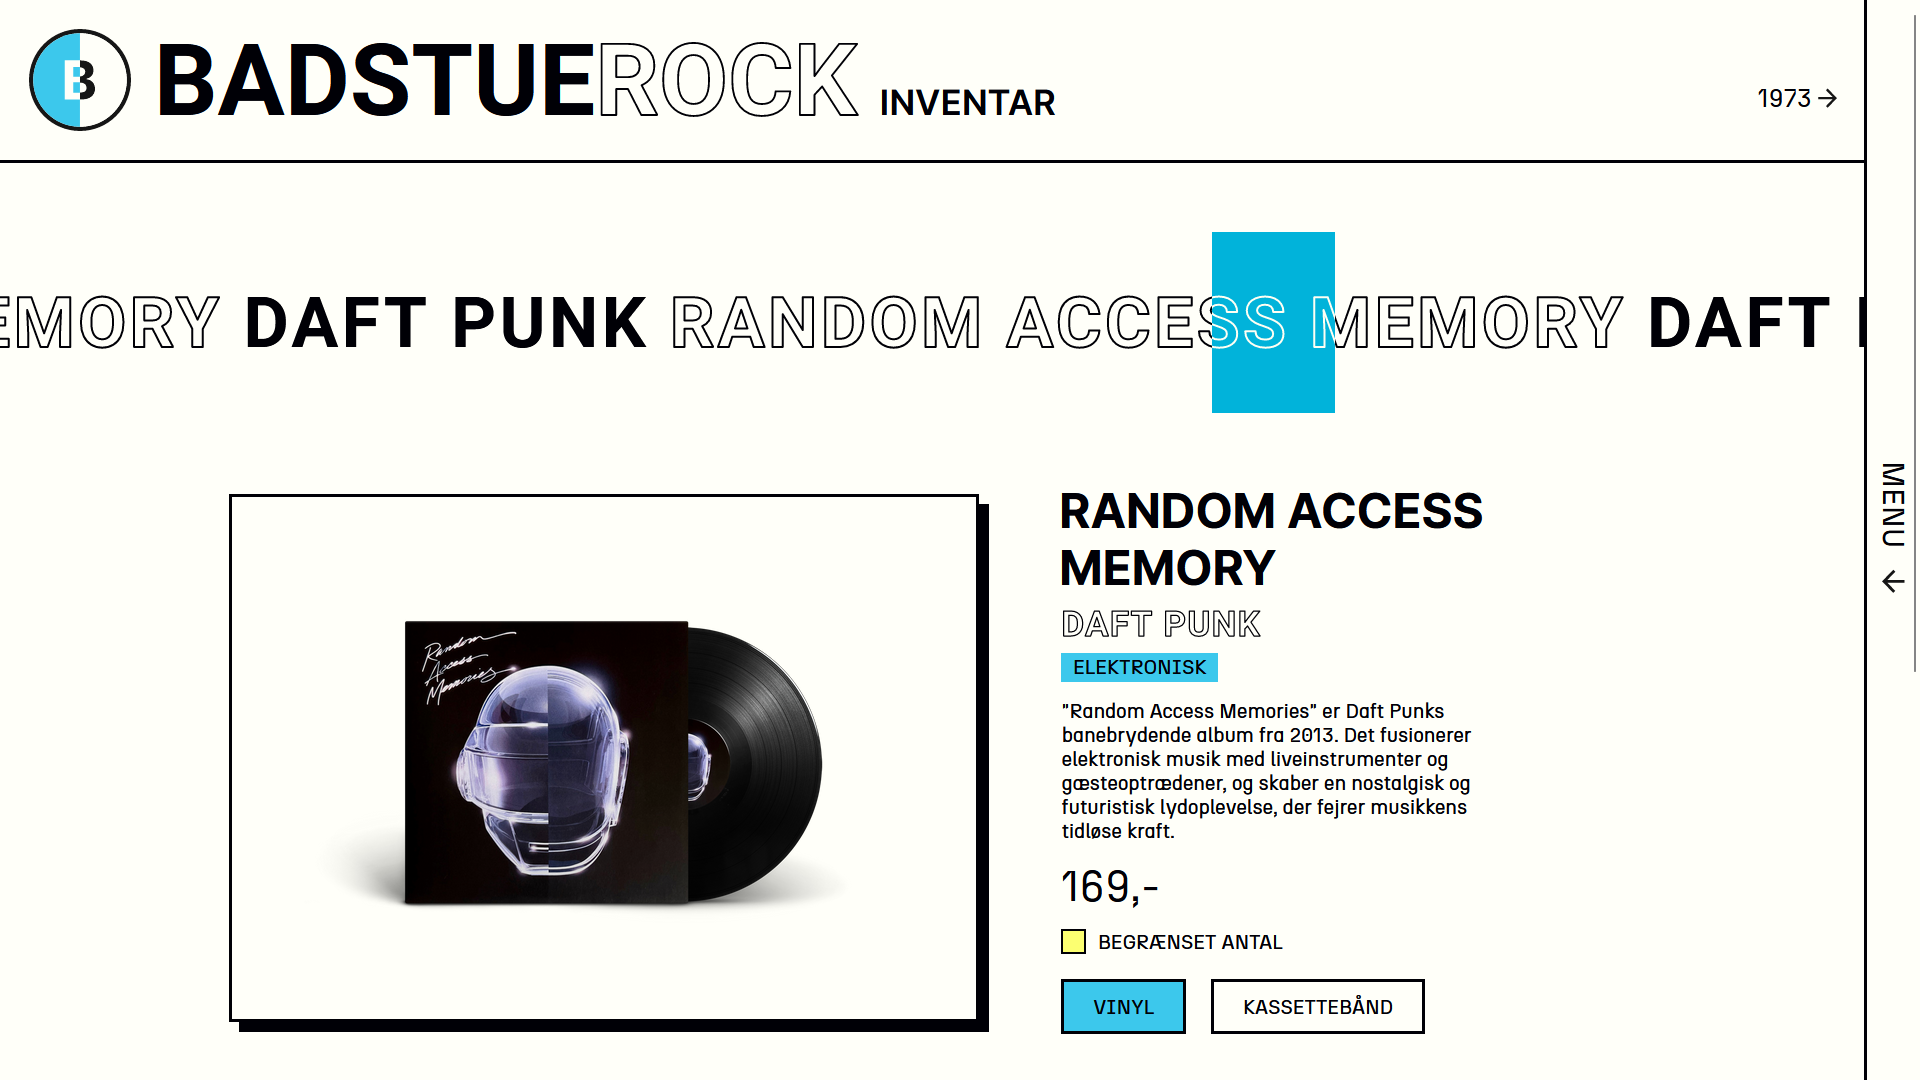 B
BADSTUEROCK INVENTAR
1973 →
EMORY DAFT PUNK RANDOM ACCESS MEMORY DAFT
MENU ←
RANDOM ACCESS
MEMORY
DAFT PUNK
ELEKTRONISK
"Random Access Memories" er Daft Punks
banebrydende album fra 2013. Det fusionerer
elektronisk musik med liveinstrumenter og
gæsteoptrædener, og skaber en nostalgisk og
futuristisk lydoplevelse, der fejrer musikkens
tidløse kraft.
169,-
BEGRÆNSET ANTAL
VINYL
KASSETTEBÅND
Random
Access
Memories